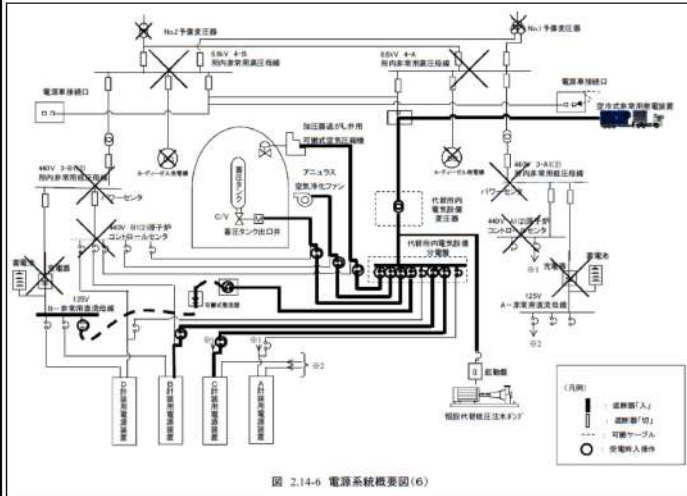 No.2予備変圧器
No.1予備変圧器
6.6kV 4-B
所内非常用高圧母線
6.6kV 4-A
所内非常用高圧母線
電源車接続口
電源車接続口
空冷式非常用発電装置
加圧器逃がし弁用
可搬式空気圧縮機
B-ディーゼル発電機
A-ディーゼル発電機
アニュラス
空気浄化ファン
蓄圧タンク
C/V
蓄圧タンク出口弁
440V 3-B1(2)
所内非常用低圧母線
パワーセンタ
460V 3-A1(2)
所内非常用低圧母線
パワーセンタ
代替所内
電気設備
変圧器
440V B1(2)原子炉
コントロールセンタ
440V A1(2)原子炉
コントロールセンタ
代替所内電気設備
分電盤
蓄電池
充電器
充電器
蓄電池
※1
125V
B-非常用直流母線
可搬式整流器
125V
A-非常用直流母線
※2
※1
※2
起動盤
恒設代替低圧注水ポンプ
D計装用電源装置
B計装用電源装置
C計装用電源装置
A計装用電源装置
(凡例)
: 遮断器「入」
: 遮断器「切」
: 可搬ケーブル
: 受電時入操作
図 2.14-6 電源系統概要図(6)